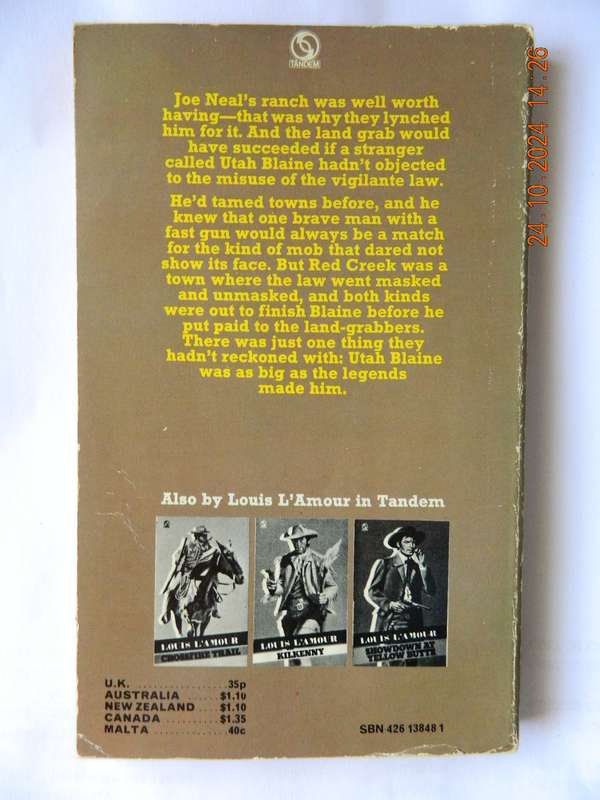 TANDEM
Joe Neal's ranch was well worth
having—that was why they lynched
him for it. And the land grab would
have succeeded if a stranger
called Utah Blaine hadn't objected
to the misuse of the vigilante law.
He'd tamed towns before, and he
knew that one brave man with a
fast gun would always be a match
for the kind of mob that dared not
show its face. But Red Creek was a
town where the law went masked
and unmasked, and both kinds
were out to finish Blaine before he
put paid to the land-grabbers.
There was just one thing they
hadn't reckoned with: Utah Blaine
was as big as the legends
made him.
Also by Louis L'Amour in Tandem
LOUIS L'AMOUR
CROSSFIRE TRAIL
LOUIS L'AMOUR
KILKENNY
LOUIS L'AMOUR
SHOWDOWN AT
YELLOW BUTTE
U.K. .................. 35p
AUSTRALIA ...... $1.10
NEW ZEALAND .... $1.10
CANADA ............ $1.35
MALTA .............. 40c
SBN 426 13848 1
24.10.2024 14:26